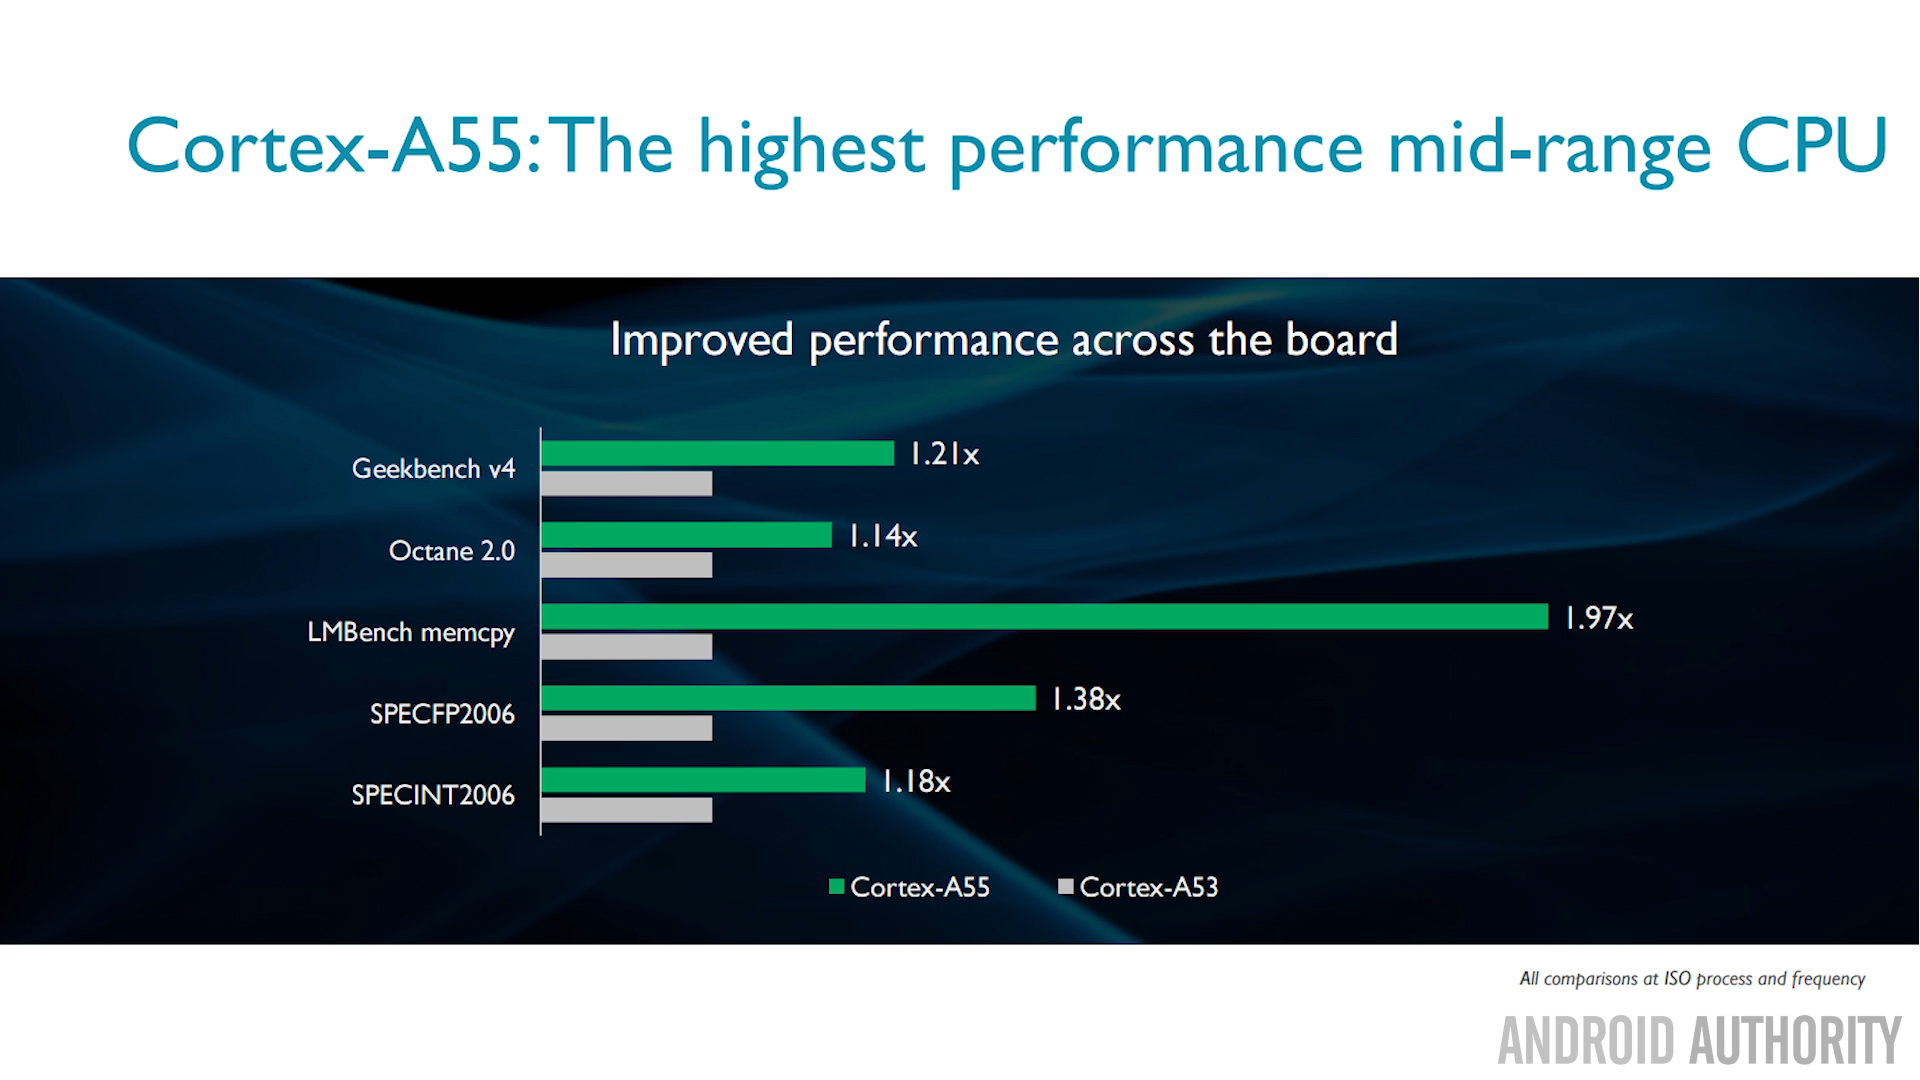 Cortex-A55: The highest performance mid-range CPU
Improved performance across the board
Geekbench v4
1.21x
Octane 2.0
1.14x
LMBench memcpy
1.97x
SPECFP2006
1.38x
SPECINT2006
1.18x
Cortex-A55
Cortex-A53
All comparisons at ISO process and frequency
ANDROID AUTHORITY